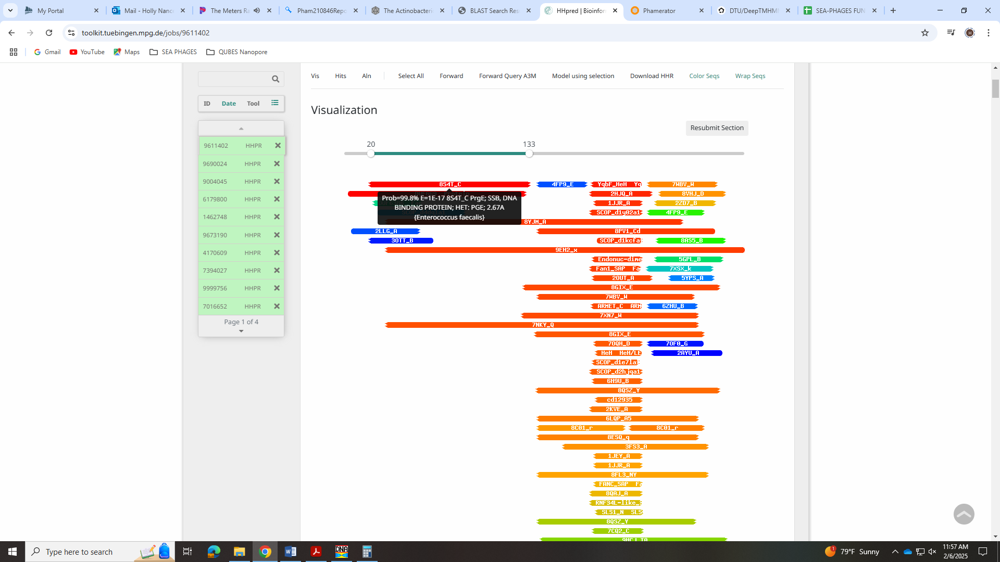 My Portal
Mail - Holly Nance
The Meters Ra
Pham210846Repo
The Actinobacteri
BLAST Search Res
HHpred | Bioinfor
Phamerator
DTU/DeepTMHM
SEA-PHAGES FUN
toolkit.tuebingen.mpg.de/jobs/9611402
Gmail
YouTube
Maps
SEA PHAGES
QUBES Nanopore
Vis Hits Aln Select All Forward Forward Query A3M Model using selection Download HHR Color Seqs Wrap Seqs
ID Date Tool
9611402 HHPR
9690024 HHPR
9004045 HHPR
6179800 HHPR
1462748 HHPR
9673190 HHPR
4170609 HHPR
7394027 HHPR
9999756 HHPR
7016652 HHPR
Page 1 of 4
Visualization
Resubmit Section
20 133
8S4T_C 4FP9_E YqbF_HeH Yq 7WBV_W
2HJQ_A 8VHJ_D
1JJR_A 2ZD7_B
SCOP_d1y02a1 4FP9_E
Prob=99.8% E=1E-17 8S4T_C PrgE; SSB, DNA
BINDING PROTEIN; HET: PGE; 2.67A
{Enterococcus faecalis}
8YJM_A
2LLG_A 8PV1_Cd
3OTT_B SCOP_d1kcfa 8AS5_B
9EH2_x
Endonuc-dime 5GPL_B
Fan1_SAP Fa 7XSX_k
2OUT_A 5YPS_A
8GIX_E
7WBV_W
ARMET_C ARM 6ZHU_B
7XN7_W
7NKY_Q
8GIX_E
7OQH_D 7OF0_G
HeH HeH/LE 2AYU_A
SCOP_d1e7la
SCOP_d2hjqa1
6H9U_B
8QSZ_Y
cd12935
2KVE_A
6LQP_A5
8C01_r 8C01_r
8ESQ_q
3FS3_A
1JEY_A
1JJR_A
8FL3_NY
FANC_SAP Fa
8QAJ_A
RNF34L-like_
SLS1_N SLS
8QSZ_Y
7CQ2_C
Type here to search
79°F Sunny
11:57 AM
2/6/2025